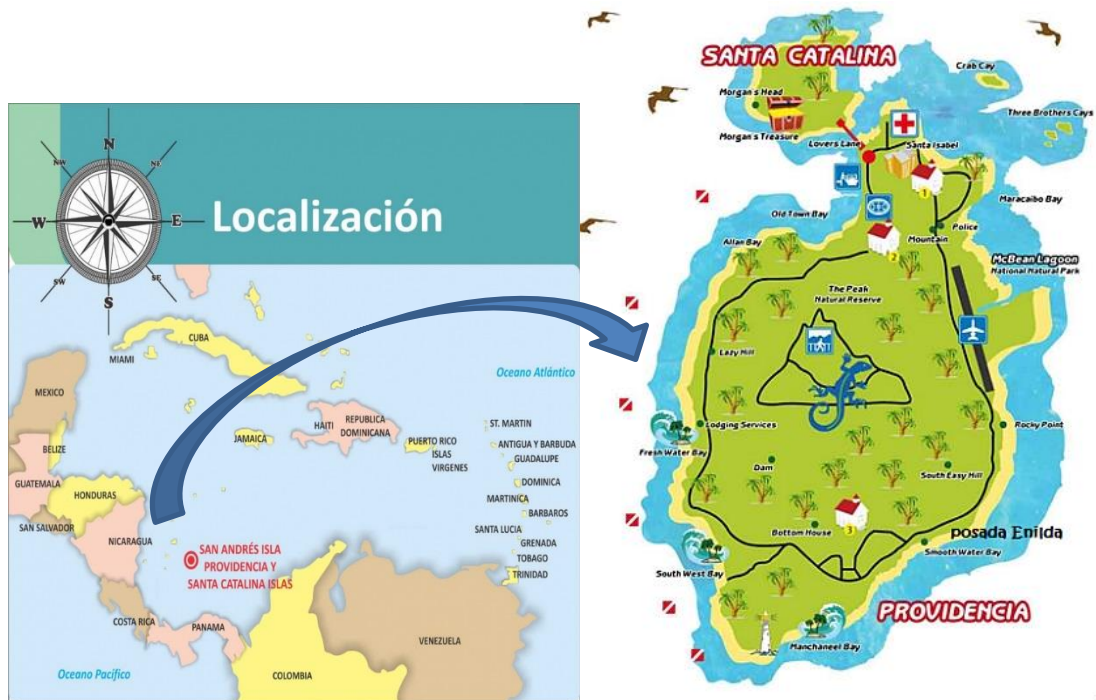 Localización
N
NE
E
SE
S
SW
W
NW
MIAMI
CUBA
MEXICO
Oceano Atlántico
HAITI
REPUBLICA
DOMINICANA
JAMAICA
PUERTO RICO
ISLAS
VIRGENES
ST. MARTIN
ANTIGUA Y BARBUDA
GUADALUPE
DOMINICA
MARTINICA
BARBAROS
SANTA LUCIA
GRENADA
TOBAGO
TRINIDAD
BELIZE
GUATEMALA
HONDURAS
SAN SALVADOR
NICARAGUA
SAN ANDRÉS ISLA
PROVIDENCIA Y
SANTA CATALINA ISLAS
COSTA RICA
PANAMA
VENEZUELA
COLOMBIA
Oceano Pacífico
SANTA CATALINA
Crab Cay
Morgan's Head
Three Brothers Cays
Morgan's Treasure
Lovers Lane
Santa Isabel
1
Maracaibo Bay
Old Town Bay
Police
Mountain
Allan Bay
2
McBean Lagoon
National Natural Park
The Peak
Natural Reserve
Lazy Hill
Lodging Services
Rocky Point
Fresh Water Bay
Dam
South Easy Hill
3
Bottom House
posada Enilda
Smooth Water Bay
South West Bay
PROVIDENCIA
Manchaneel Bay